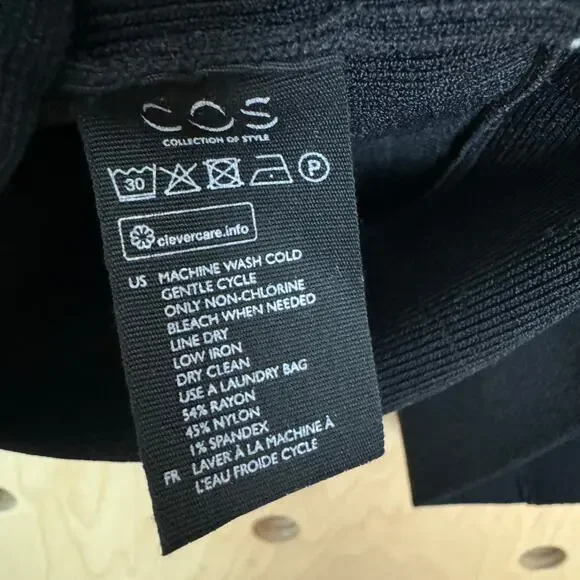 COS
COLLECTION OF STYLE
30 P
clevercare.info
US MACHINE WASH COLD
GENTLE CYCLE
ONLY NON-CHLORINE
BLEACH WHEN NEEDED
LINE DRY
LOW IRON
DRY CLEAN
USE A LAUNDRY BAG
54% RAYON
45% NYLON
1% SPANDEX
FR LAVER À LA MACHINE À
L'EAU FROIDE CYCLE